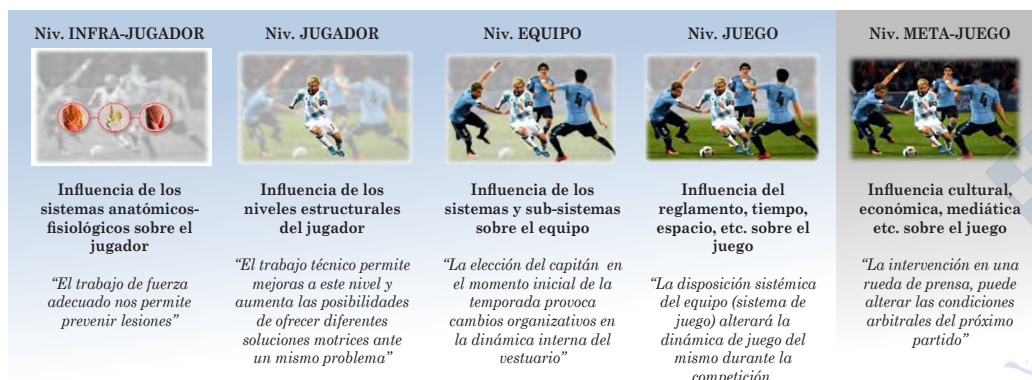 Niv. INFRA-JUGADOR
Influencia de los
sistemas anatómicos-
fisiológicos sobre el
jugador
“El trabajo de fuerza
adecuado nos permite
prevenir lesiones”
Niv. JUGADOR
Influencia de los
niveles estructurales
del jugador
“El trabajo técnico permite
mejoras a este nivel y
aumenta las posibilidades
de ofrecer diferentes
soluciones motrices ante
un mismo problema”
Niv. EQUIPO
4
Influencia de los
sistemas y sub-sistemas
sobre el equipo
“La elección del capitán en
el momento inicial de la
temporada provoca
cambios organizativos en
la dinámica interna del
vestuario”
Niv. JUEGO
4
Influencia del
reglamento, tiempo,
espacio, etc. sobre el
juego
“La disposición sistémica
del equipo (sistema de
juego) alterará la
dinámica de juego del
mismo durante la
competición
Niv. META-JUEGO
4
Influencia cultural,
económica, mediática
etc. sobre el juego
“La intervención en una
rueda de prensa, puede
alterar las condiciones
arbitrales del próximo
partido”